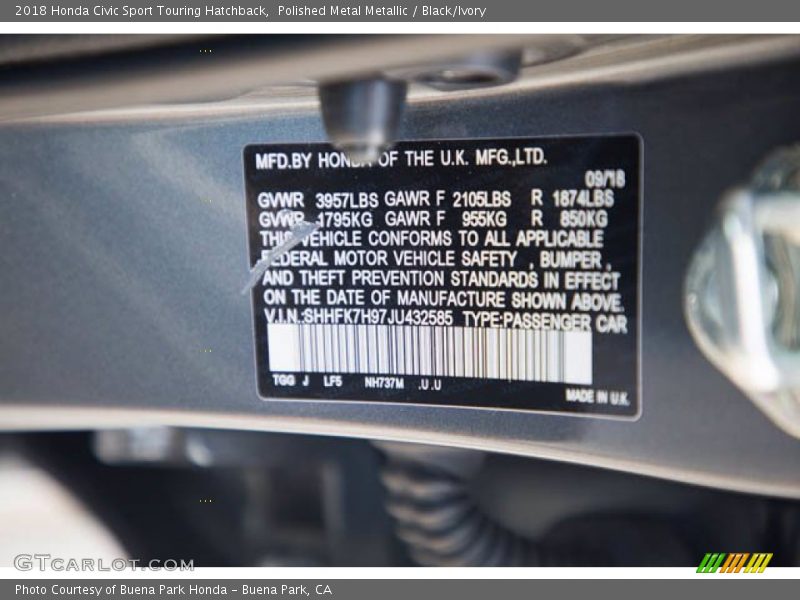 2018 Honda Civic Sport Touring Hatchback,  Polished Metal Metallic / Black/Ivory
MFD.BY HONDA OF THE U.K. MFG.,LTD.
09/18
GVWR 3957LBS GAWR F 2105LBS R 1874LBS
GVWR 1795KG GAWR F 955KG R 850KG
THIS VEHICLE CONFORMS TO ALL APPLICABLE
FEDERAL MOTOR VEHICLE SAFETY , BUMPER ,
AND THEFT PREVENTION STANDARDS IN EFFECT
ON THE DATE OF MANUFACTURE SHOWN ABOVE.
V.I.N.:SHHFK7H97JU432585 TYPE:PASSENGER CAR
TGG J LF5 NH737M .U.U
MADE IN U.K.
GTCARLOT.COM
Photo Courtesy of Buena Park Honda – Buena Park, CA